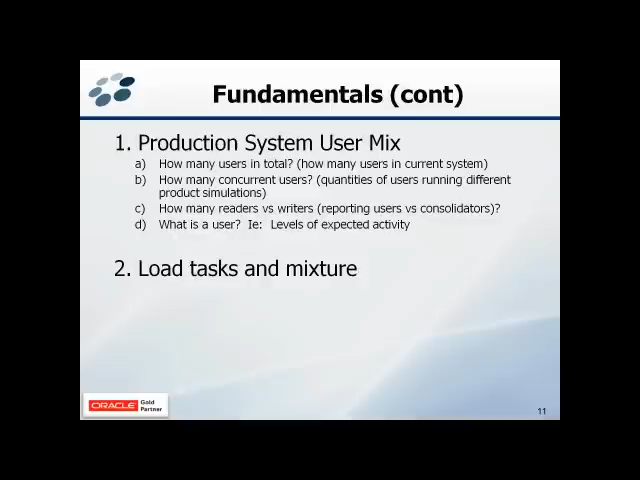 Fundamentals (cont)
1. Production System User Mix
a) How many users in total? (how many users in current system)
b) How many concurrent users? (quantities of users running different
product simulations)
c) How many readers vs writers (reporting users vs consolidators)?
d) What is a user? Ie: Levels of expected activity
2. Load tasks and mixture
ORACLE Gold
Partner
11